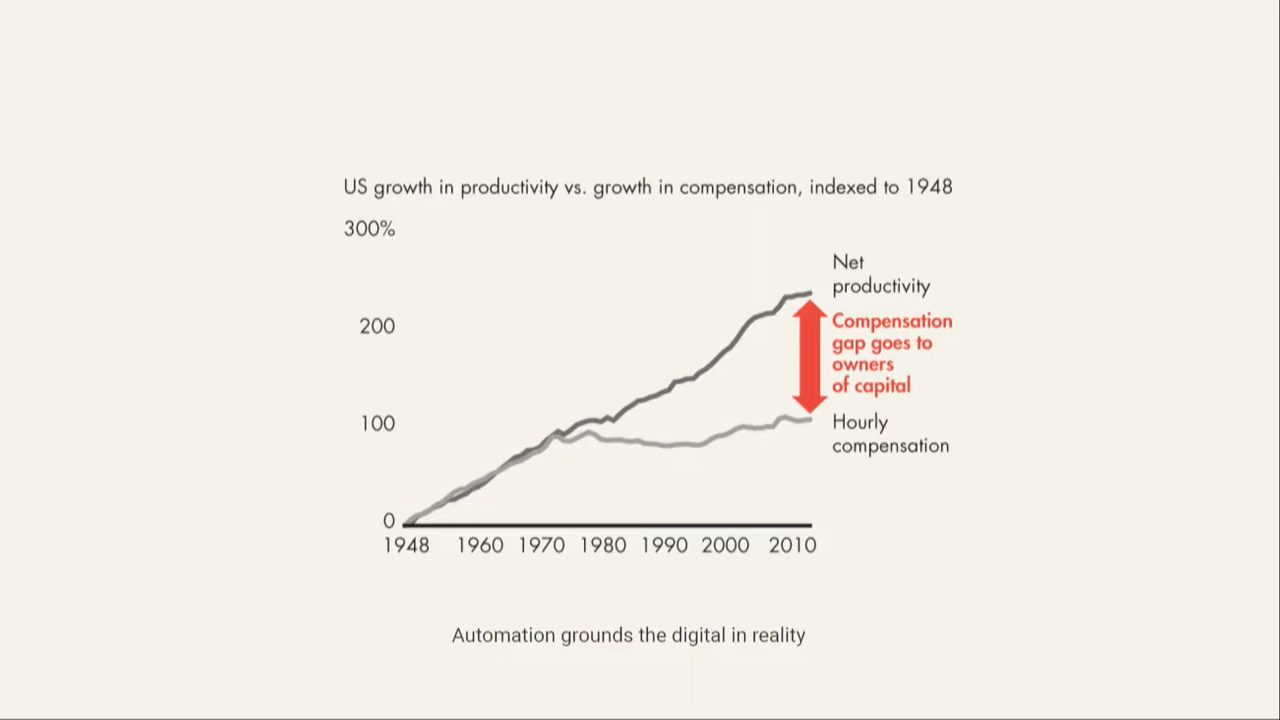 US growth in productivity vs. growth in compensation, indexed to 1948
300%
Net
productivity
200
Compensation
gap goes to
owners
of capital
100
Hourly
compensation
0
1948 1960 1970 1980 1990 2000 2010
Automation grounds the digital in reality